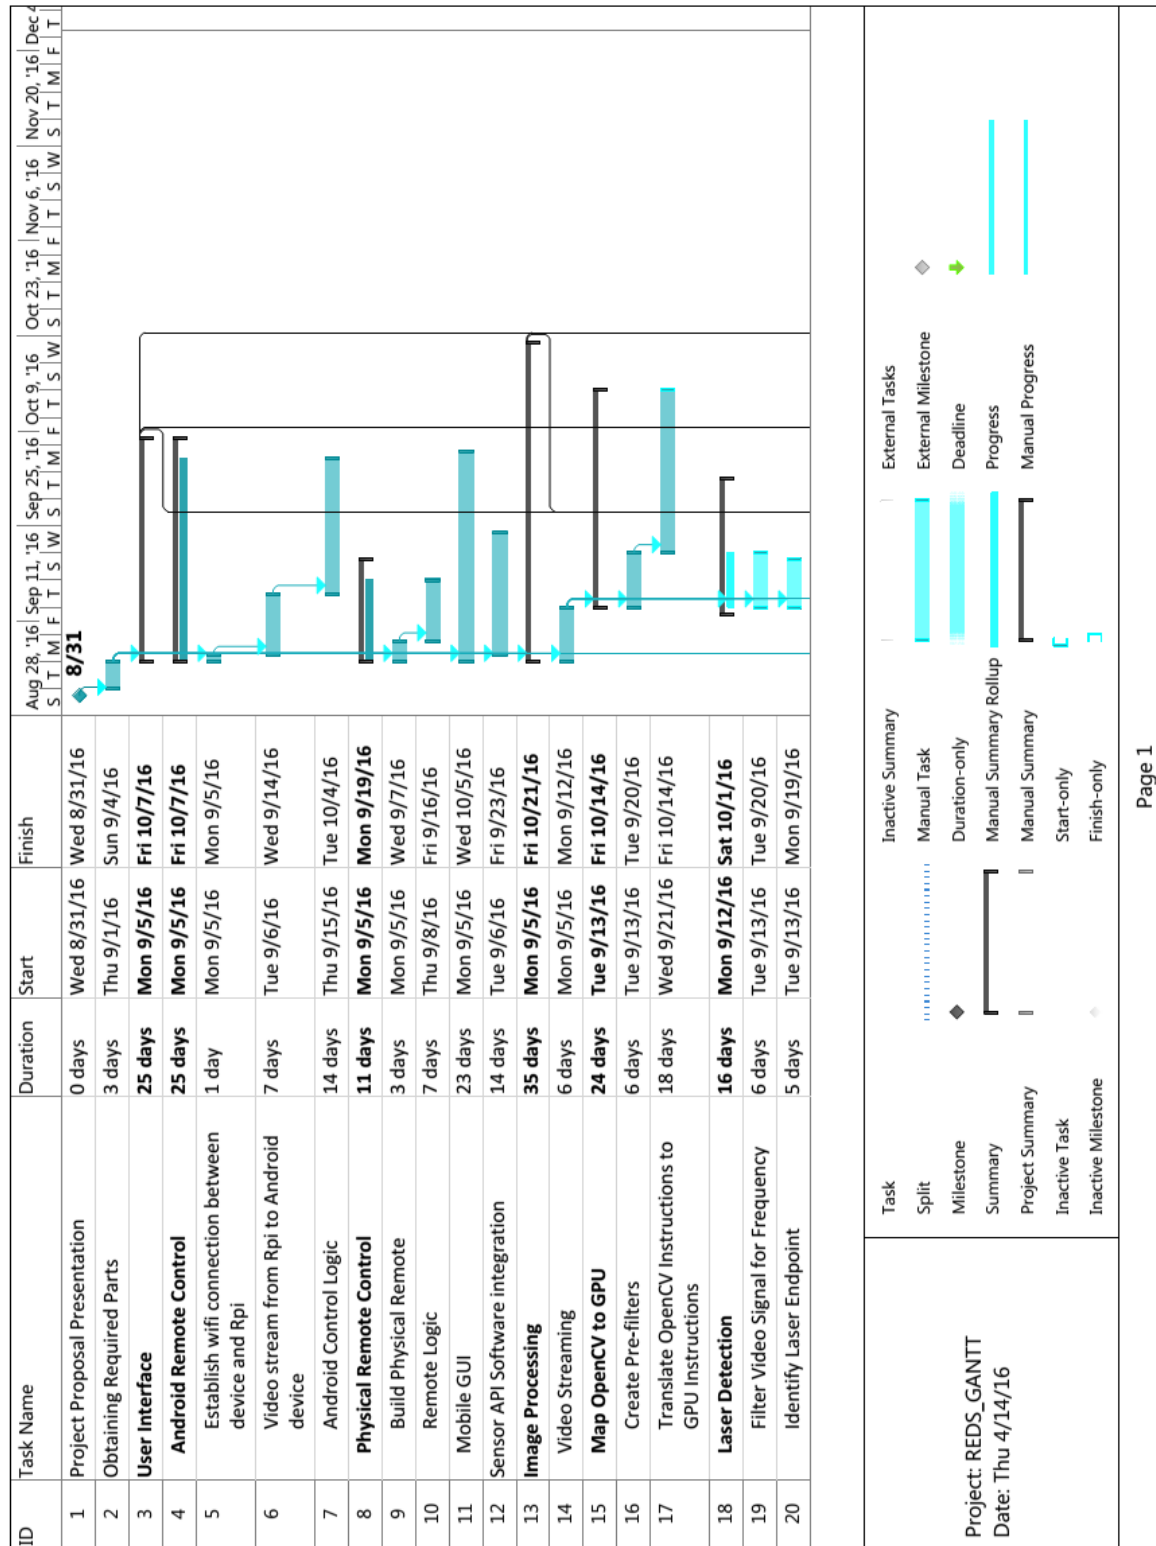 ID Task Name Duration Start Finish Aug 28, '16 Sep 11, '16 Sep 25, '16 Oct 9, '16 Oct 23, '16 Nov 6, '16 Nov 20, '16 Dec 4
S T M F T S W S T M F T S W S T M F T S W S T M F T
1 Project Proposal Presentation 0 days Wed 8/31/16 Wed 8/31/16 8/31
2 Obtaining Required Parts 3 days Thu 9/1/16 Sun 9/4/16
3 User Interface 25 days Mon 9/5/16 Fri 10/7/16
4 Android Remote Control 25 days Mon 9/5/16 Fri 10/7/16
5 Establish wifi connection between 1 day Mon 9/5/16 Mon 9/5/16
device and Rpi
6 Video stream from Rpi to Android 7 days Tue 9/6/16 Wed 9/14/16
device
7 Android Control Logic 14 days Thu 9/15/16 Tue 10/4/16
8 Physical Remote Control 11 days Mon 9/5/16 Mon 9/19/16
9 Build Physical Remote 3 days Mon 9/5/16 Wed 9/7/16
10 Remote Logic 7 days Thu 9/8/16 Fri 9/16/16
11 Mobile GUI 23 days Mon 9/5/16 Wed 10/5/16
12 Sensor API Software integration 14 days Tue 9/6/16 Fri 9/23/16
13 Image Processing 35 days Mon 9/5/16 Fri 10/21/16
14 Video Streaming 6 days Mon 9/5/16 Mon 9/12/16
15 Map OpenCV to GPU 24 days Tue 9/13/16 Fri 10/14/16
16 Create Pre-filters 6 days Tue 9/13/16 Tue 9/20/16
17 Translate OpenCV Instructions to 18 days Wed 9/21/16 Fri 10/14/16
GPU Instructions
18 Laser Detection 16 days Mon 9/12/16 Sat 10/1/16
19 Filter Video Signal for Frequency 6 days Tue 9/13/16 Tue 9/20/16
20 Identify Laser Endpoint 5 days Tue 9/13/16 Mon 9/19/16
Project: REDS_GANTT
Date: Thu 4/14/16
Task Inactive Summary External Tasks
Split Manual Task External Milestone
Milestone Duration-only Deadline
Summary Manual Summary Rollup Progress
Project Summary Manual Summary Manual Progress
Inactive Task Start-only
Inactive Milestone Finish-only
Page 1